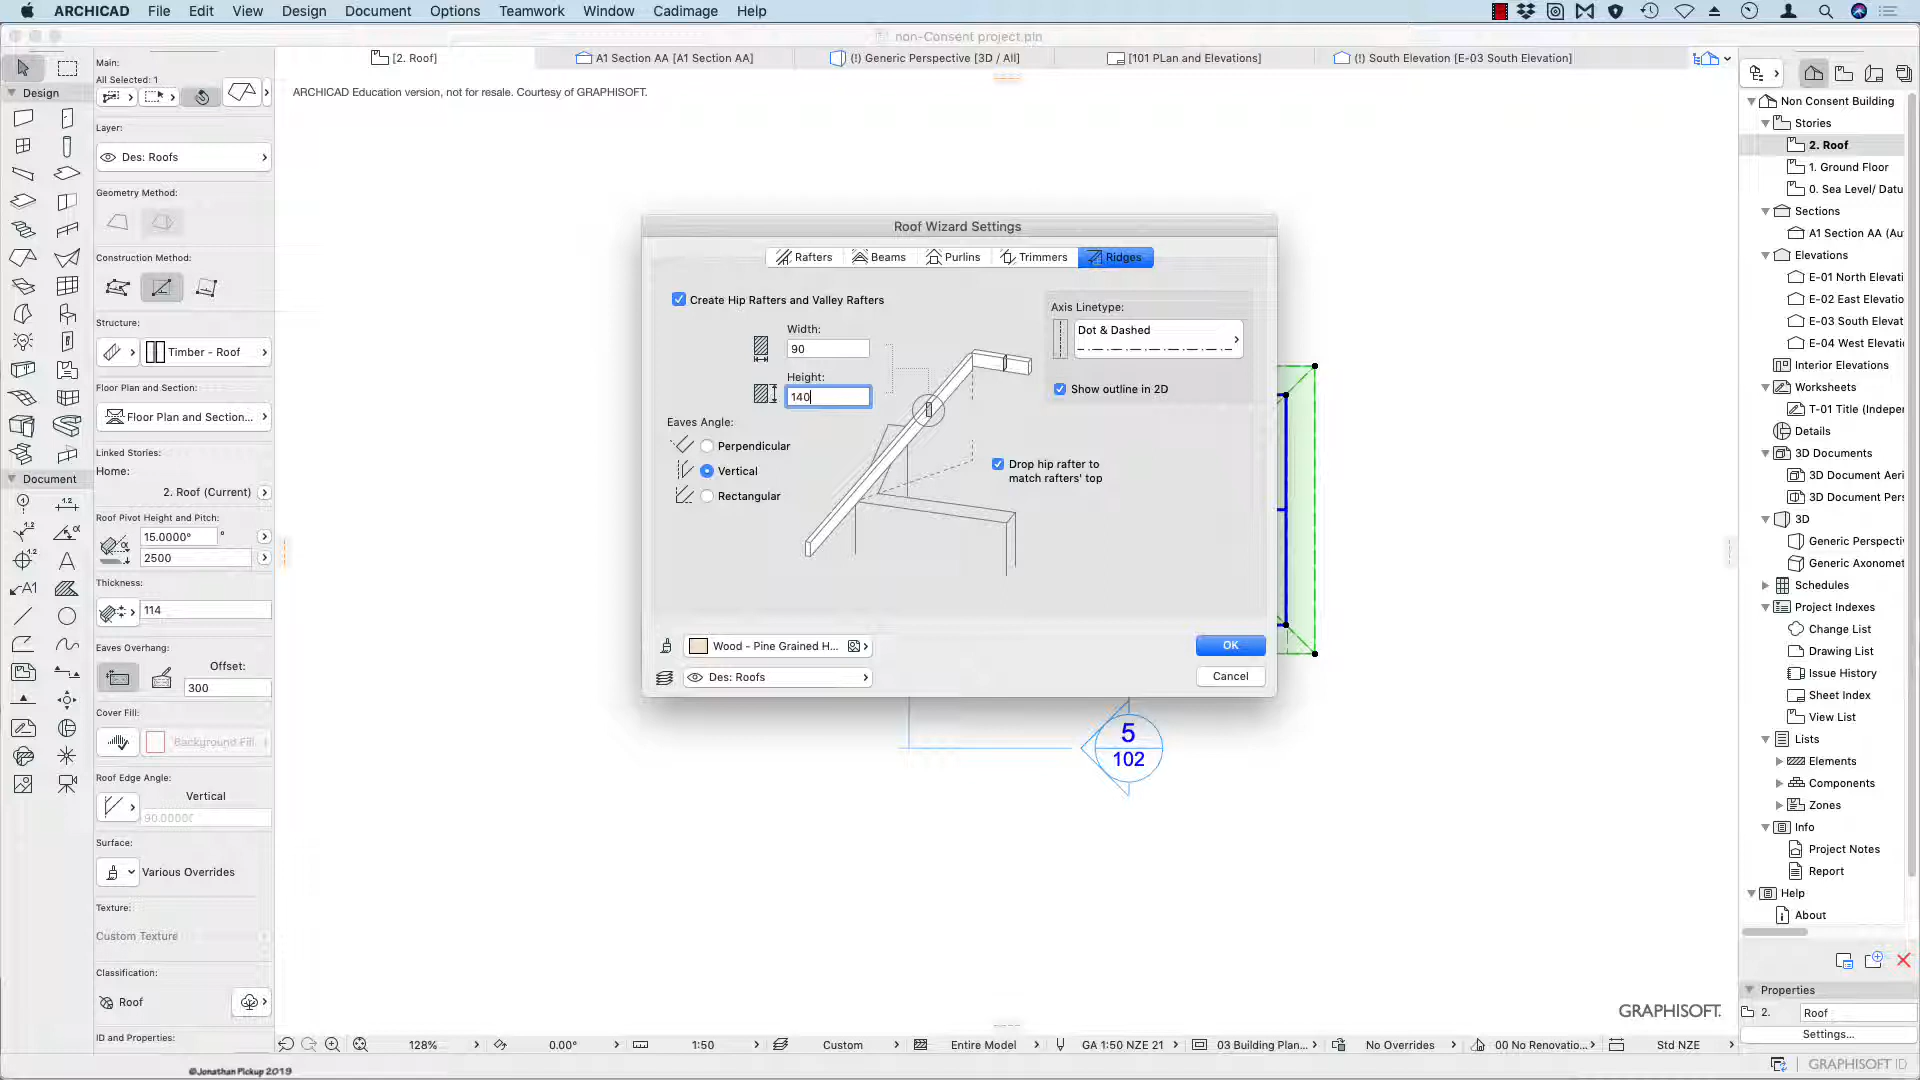 ARCHICAD File Edit View Design Document Options Teamwork Window Cadimage Help
non-Consent project.pln
[2. Roof]
A1 Section AA [A1 Section AA]
(!) Generic Perspective [3D / All]
[101 PLan and Elevations]
(!) South Elevation [E-03 South Elevation]
ARCHICAD Education version, not for resale. Courtesy of GRAPHISOFT.
Design
Document
Main:
All Selected: 1
Layer:
Des: Roofs
Geometry Method:
Construction Method:
Structure:
Timber - Roof
Floor Plan and Section:
Floor Plan and Section...
Linked Stories:
Home:
2. Roof (Current)
Roof Pivot Height and Pitch:
15.0000° °
2500
Thickness:
114
Eaves Overhang:
Offset:
300
Cover Fill:
Background Fill
Roof Edge Angle:
Vertical
Surface:
Various Overrides
Texture:
Custom Texture
Classification:
Roof
ID and Properties:
Roof Wizard Settings
Rafters
Beams
Purlins
Trimmers
Ridges
Create Hip Rafters and Valley Rafters
Width:
90
Height:
140
Eaves Angle:
Perpendicular
Vertical
Rectangular
Axis Linetype:
Dot & Dashed
Show outline in 2D
Drop hip rafter to
match rafters' top
Wood - Pine Grained H...
Des: Roofs
OK
Cancel
5
102
GRAPHISOFT.
Non Consent Building
Stories
2. Roof
1. Ground Floor
0. Sea Level/ Datu
Sections
A1 Section AA (Au
Elevations
E-01 North Elevati
E-02 East Elevatio
E-03 South Elevat
E-04 West Elevatio
Interior Elevations
Worksheets
T-01 Title (Indeper
Details
3D Documents
3D Document Aeri
3D Document Pers
3D
Generic Perspecti
Generic Axonomet
Schedules
Project Indexes
Change List
Drawing List
Issue History
Sheet Index
View List
Lists
Elements
Components
Zones
Info
Project Notes
Report
Help
About
Properties
2. Roof
Settings...
128% 0.00° 1:50 Custom Entire Model GA 1:50 NZE 21 03 Building Plan... No Overrides 00 No Renovatio... Std NZE
©Jonathan Pickup 2019
GRAPHISOFT ID